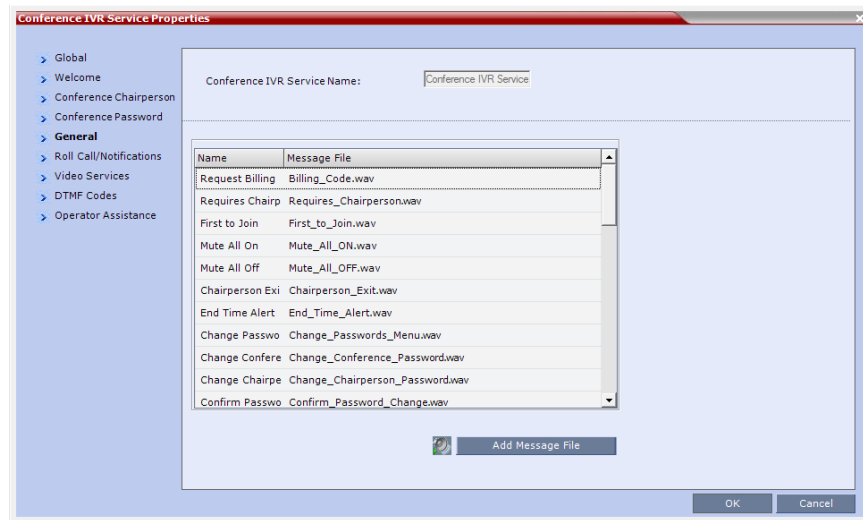 Conference IVR Service Properties
Global
Welcome
Conference Chairperson
Conference Password
General
Roll Call/Notifications
Video Services
DTMF Codes
Operator Assistance
Conference IVR Service Name: Conference IVR Service
Name Message File
Request Billing Billing_Code.wav
Requires Chairp Requires_Chairperson.wav
First to Join First_to_Join.wav
Mute All On Mute_All_ON.wav
Mute All Off Mute_All_OFF.wav
Chairperson Exi Chairperson_Exit.wav
End Time Alert End_Time_Alert.wav
Change Passwo Change_Passwords_Menu.wav
Change Confere Change_Conference_Password.wav
Change Chairpe Change_Chairperson_Password.wav
Confirm Passwo Confirm_Password_Change.wav
Add Message File
OK Cancel